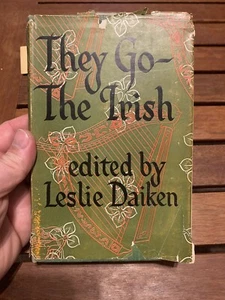 They Go—
The Irish
edited by
Leslie Daiken